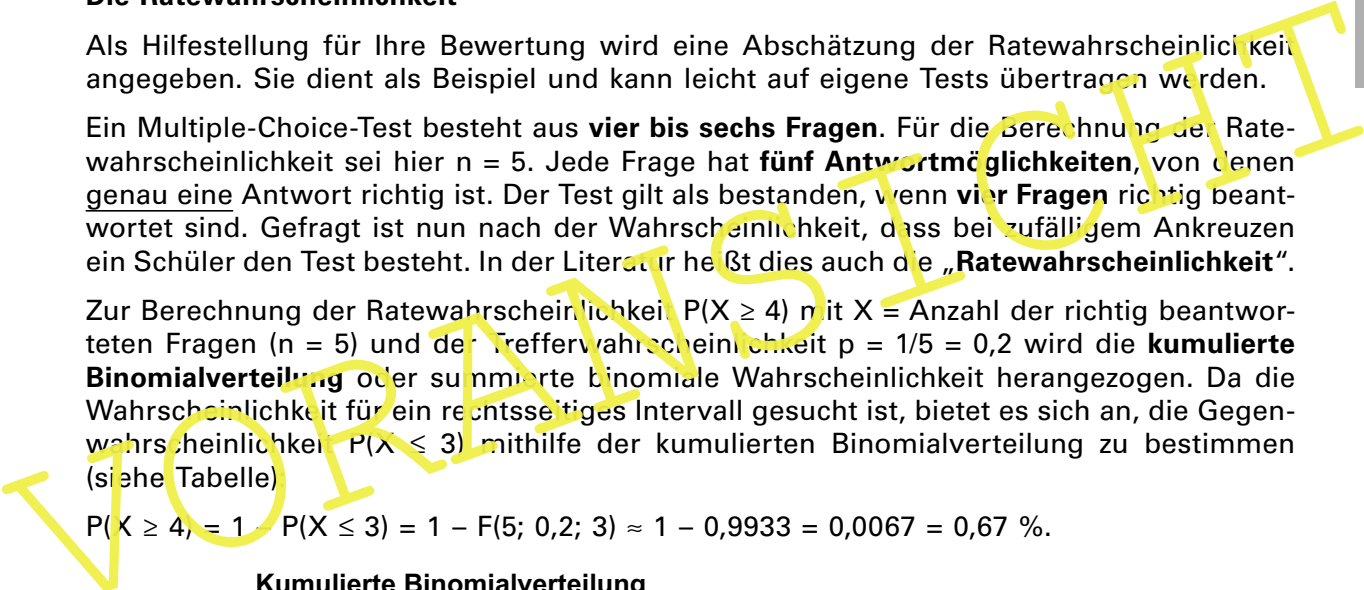 Die Ratewahrscheinlichkeit
Als Hilfestellung für Ihre Bewertung wird eine Abschätzung der Ratewahrscheinlichkeit
angegeben. Sie dient als Beispiel und kann leicht auf eigene Tests übertragen werden.
Ein Multiple-Choice-Test besteht aus vier bis sechs Fragen. Für die Berechnung der Rate-
wahrscheinlichkeit sei hier n = 5. Jede Frage hat fünf Antwortmöglichkeiten, von denen
genau eine Antwort richtig ist. Der Test gilt als bestanden, wenn vier Fragen richtig beant-
wortet sind. Gefragt ist nun nach der Wahrscheinlichkeit, dass bei zufälligem Ankreuzen
ein Schüler den Test besteht. In der Literatur heißt dies auch die „Ratewahrscheinlichkeit“.
Zur Berechnung der Ratewahrscheinlichkeit P(X ≥ 4) mit X = Anzahl der richtig beantwor-
teten Fragen (n = 5) und der Trefferwahrscheinlichkeit p = 1/5 = 0,2 wird die kumulierte
Binomialverteilung oder summierte binomiale Wahrscheinlichkeit herangezogen. Da die
Wahrscheinlichkeit für ein rechtsseitiges Intervall gesucht ist, bietet es sich an, die Gegen-
wahrscheinlichkeit P(X ≤ 3) mithilfe der kumulierten Binomialverteilung zu bestimmen
(siehe Tabelle):
P(X ≥ 4) = 1 – P(X ≤ 3) = 1 – F(5; 0,2; 3) ≈ 1 – 0,9933 = 0,0067 = 0,67 %.
Kumulierte Binomialverteilung
VORANSICHT